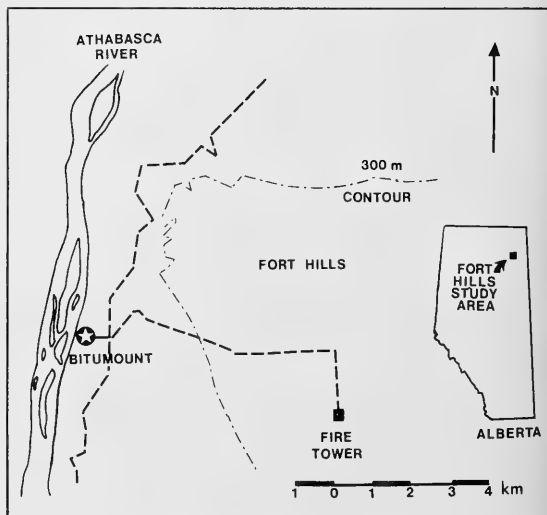 ATHABASCA
RIVER
N
300 m
CONTOUR
FORT HILLS
FORT
HILLS
STUDY
AREA
BITUMOUNT
FIRE
TOWER
ALBERTA
1 0 1 2 3 4 km